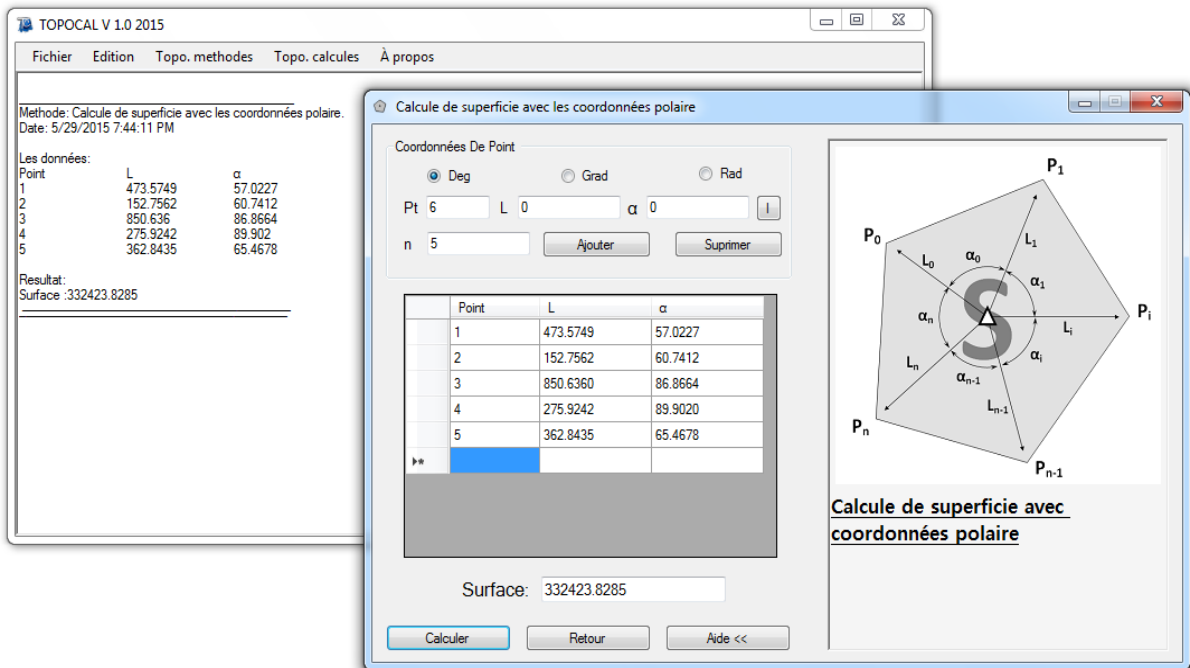 TOPOCAL V 1.0 2015
Fichier Edition Topo. methodes Topo. calcules À propos
Methode: Calcule de superficie avec les coordonnées polaire.
Date: 5/29/2015 7:44:11 PM
Les données:
Point L α
1 473.5749 57.0227
2 152.7562 60.7412
3 850.636 86.8664
4 275.9242 89.902
5 362.8435 65.4678
Resultat:
Surface :332423.8285
Calcule de superficie avec les coordonnées polaire
Coordonnées De Point
Deg Grad Rad
Pt 6 L 0 α 0 I
n 5 Ajouter Suprimer
Point L α
1 473.5749 57.0227
2 152.7562 60.7412
3 850.6360 86.8664
4 275.9242 89.9020
5 362.8435 65.4678
Surface: 332423.8285
Calculer Retour Aide <<
P1
P0
L1
α0
L0
α1
S
αn
Pi
Li
αi
Ln
αn-1
Ln-1
Pn
Pn-1
Calcule de superficie avec
coordonnées polaire